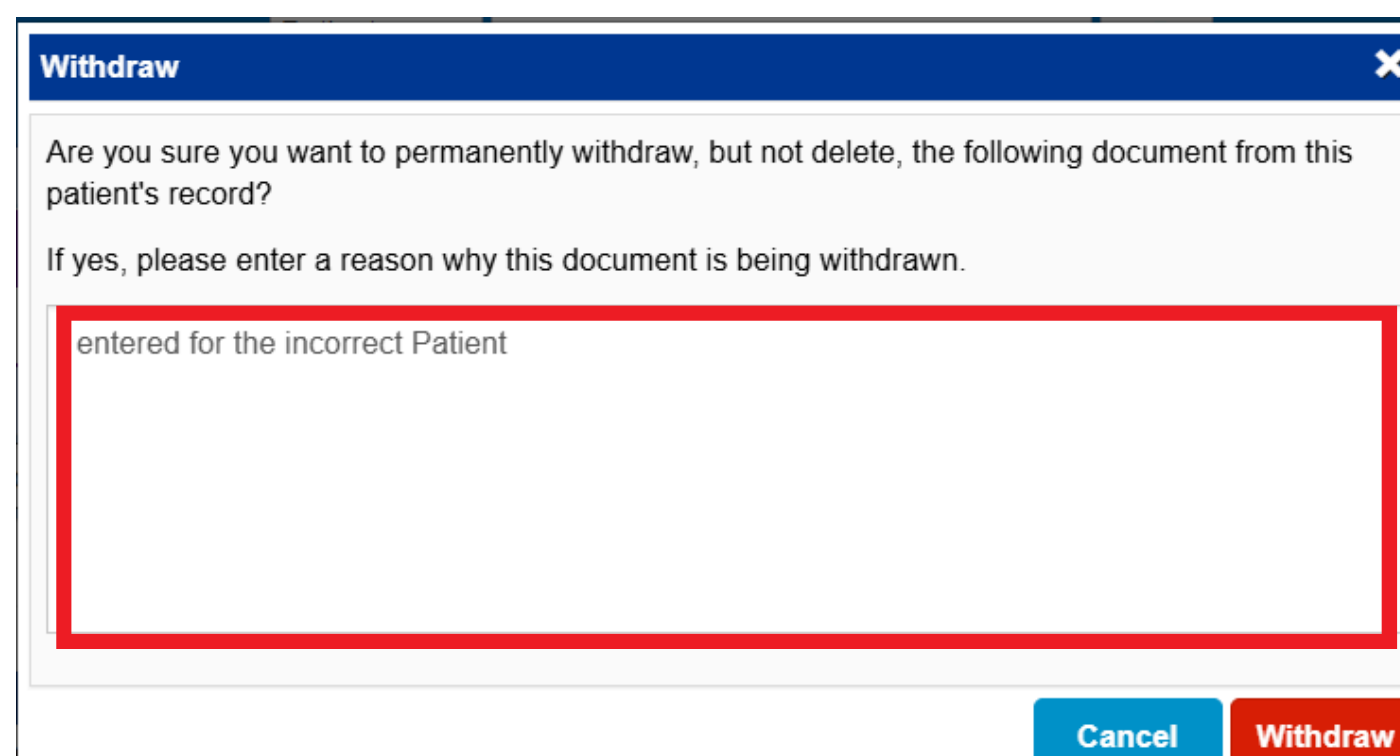 Withdraw
Are you sure you want to permanently withdraw, but not delete, the following document from this
patient's record?
If yes, please enter a reason why this document is being withdrawn.
entered for the incorrect Patient
Cancel Withdraw